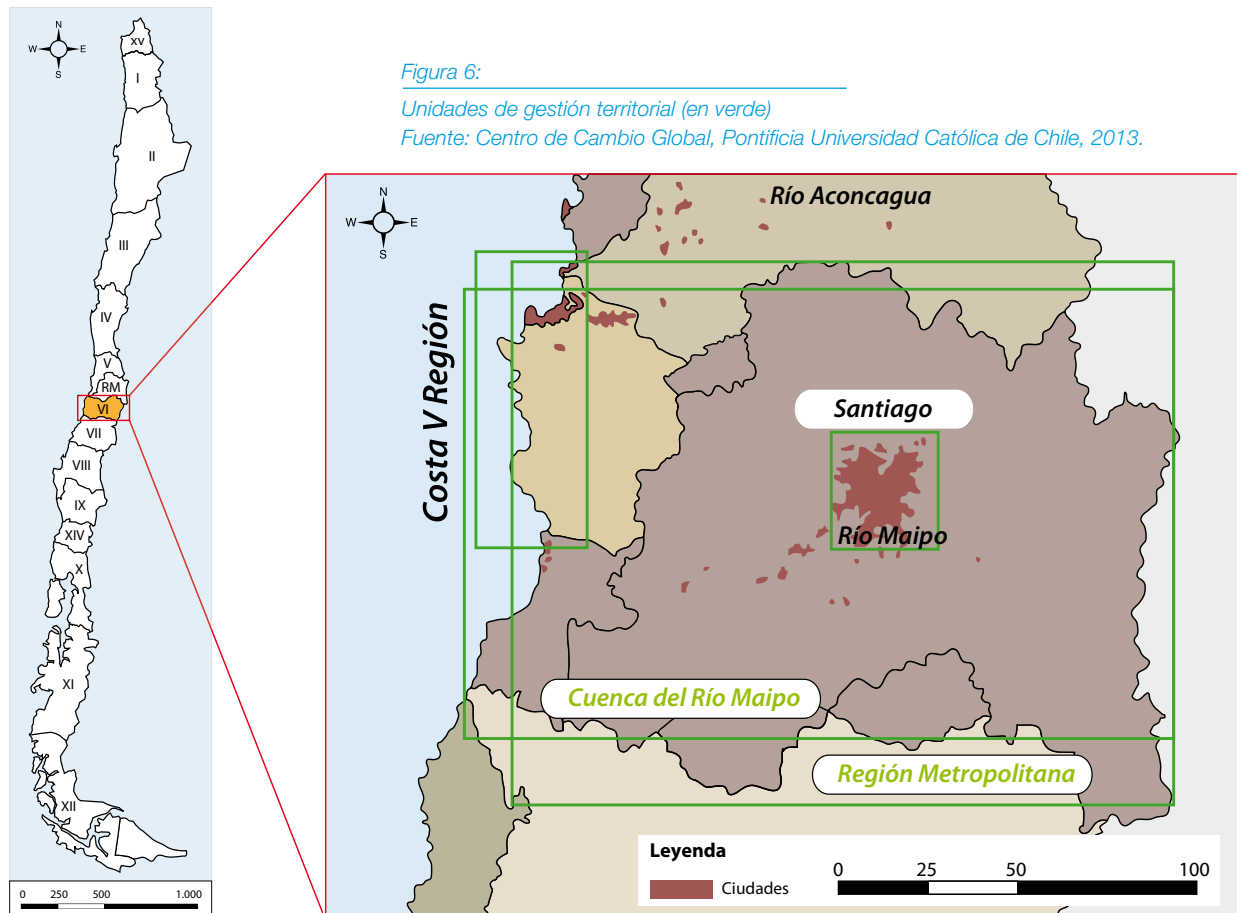 Figura 6:
Unidades de gestión territorial (en verde)
Fuente: Centro de Cambio Global, Pontificia Universidad Católica de Chile, 2013.
N
W E
S
XV
I
II
III
IV
V
RM
VI
VII
VIII
IX
XIV
X
XI
XII
0 250 500 1.000
N
W E
S
Río Aconcagua
Costa V Región
Santiago
Río Maipo
Cuenca del Río Maipo
Región Metropolitana
Leyenda
Ciudades
0 25 50 100